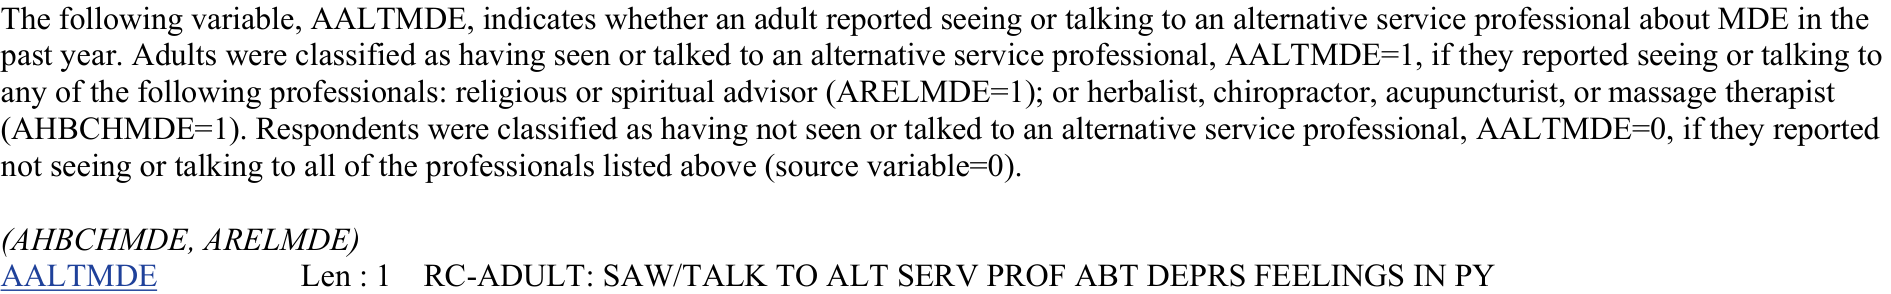 The following variable, AALTMDE, indicates whether an adult reported seeing or talking to an alternative service professional about MDE in the
past year. Adults were classified as having seen or talked to an alternative service professional, AALTMDE=1, if they reported seeing or talking to
any of the following professionals: religious or spiritual advisor (ARELMDE=1); or herbalist, chiropractor, acupuncturist, or massage therapist
(AHBCHMDE=1). Respondents were classified as having not seen or talked to an alternative service professional, AALTMDE=0, if they reported
not seeing or talking to all of the professionals listed above (source variable=0).
(AHBCHMDE, ARELMDE)
AALTMDE Len : 1 RC-ADULT: SAW/TALK TO ALT SERV PROF ABT DEPRS FEELINGS IN PY